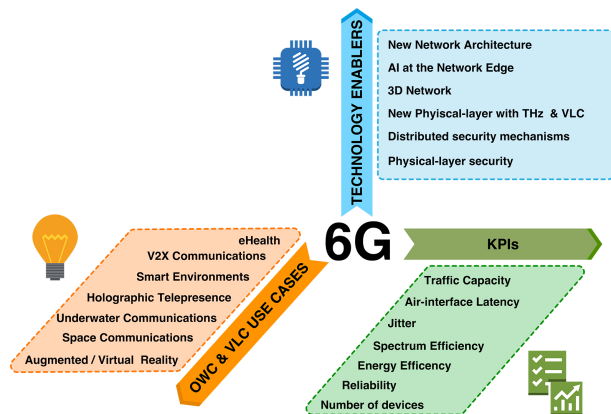 TECHNOLOGY ENABLERS
New Network Architecture
AI at the Network Edge
3D Network
New Phyiscal-layer with THz & VLC
Distributed security mechanisms
Physical-layer security
6G
KPIs
Traffic Capacity
Air-interface Latency
Jitter
Spectrum Efficiency
Energy Efficency
Reliability
Number of devices
OWC & VLC USE CASES
eHealth
V2X Communications
Smart Environments
Holographic Telepresence
Underwater Communications
Space Communications
Augmented / Virtual Reality